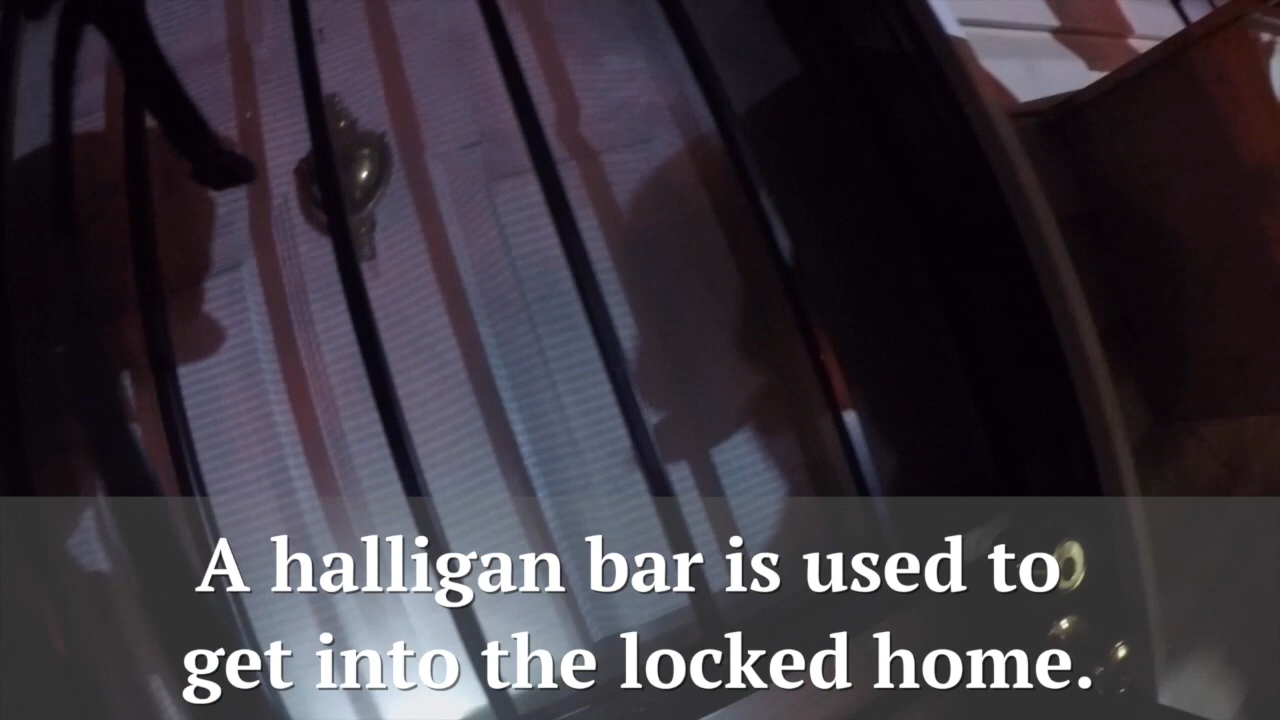 A halligan bar is used to
get into the locked home.